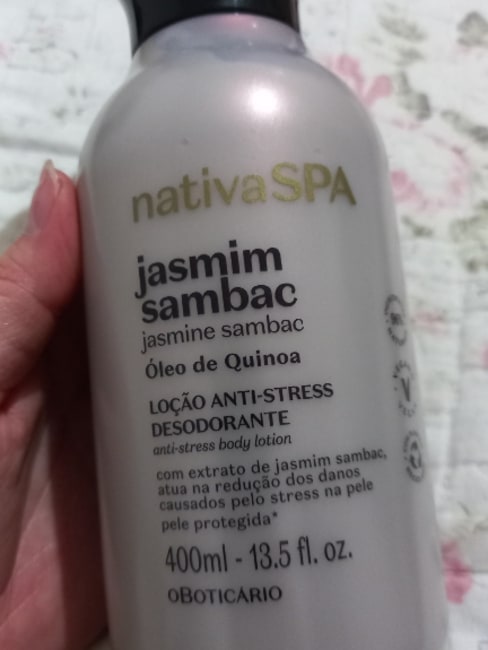 nativaSPA
jasmim
sambac
jasmine sambac
Óleo de Quinoa
LOÇÃO ANTI-STRESS
DESODORANTE
anti-stress body lotion
com extrato de jasmim sambac,
atua na redução dos danos
causados pelo stress na pele
pele protegida*
400ml - 13.5 fl. oz.
oBOTICÁRIO